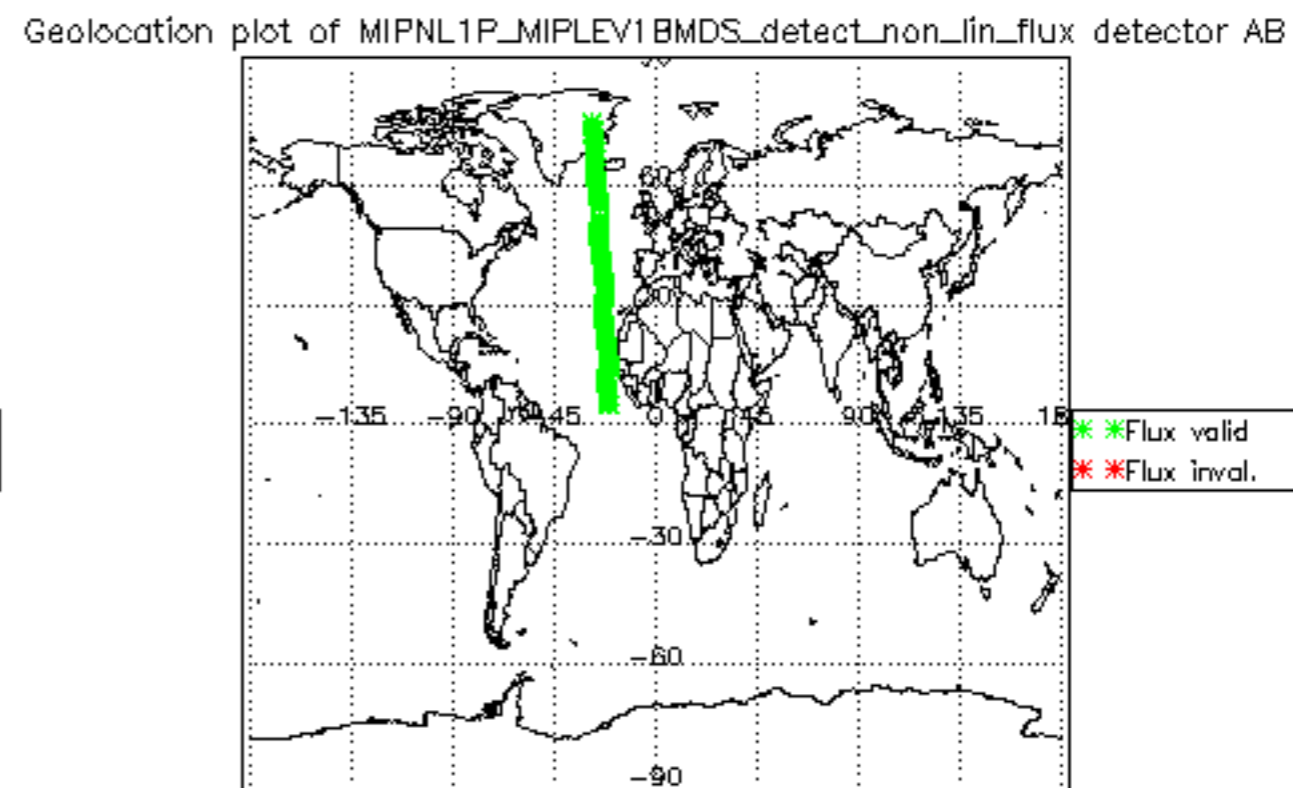 Geolocation plot of MIPNL1P_MIPLEV1BMDS_detect_non_lin_flux detector AB
60
-135 -90 45 0 45 90 135
Flux valid
Flux inval.
-30
-60
-90